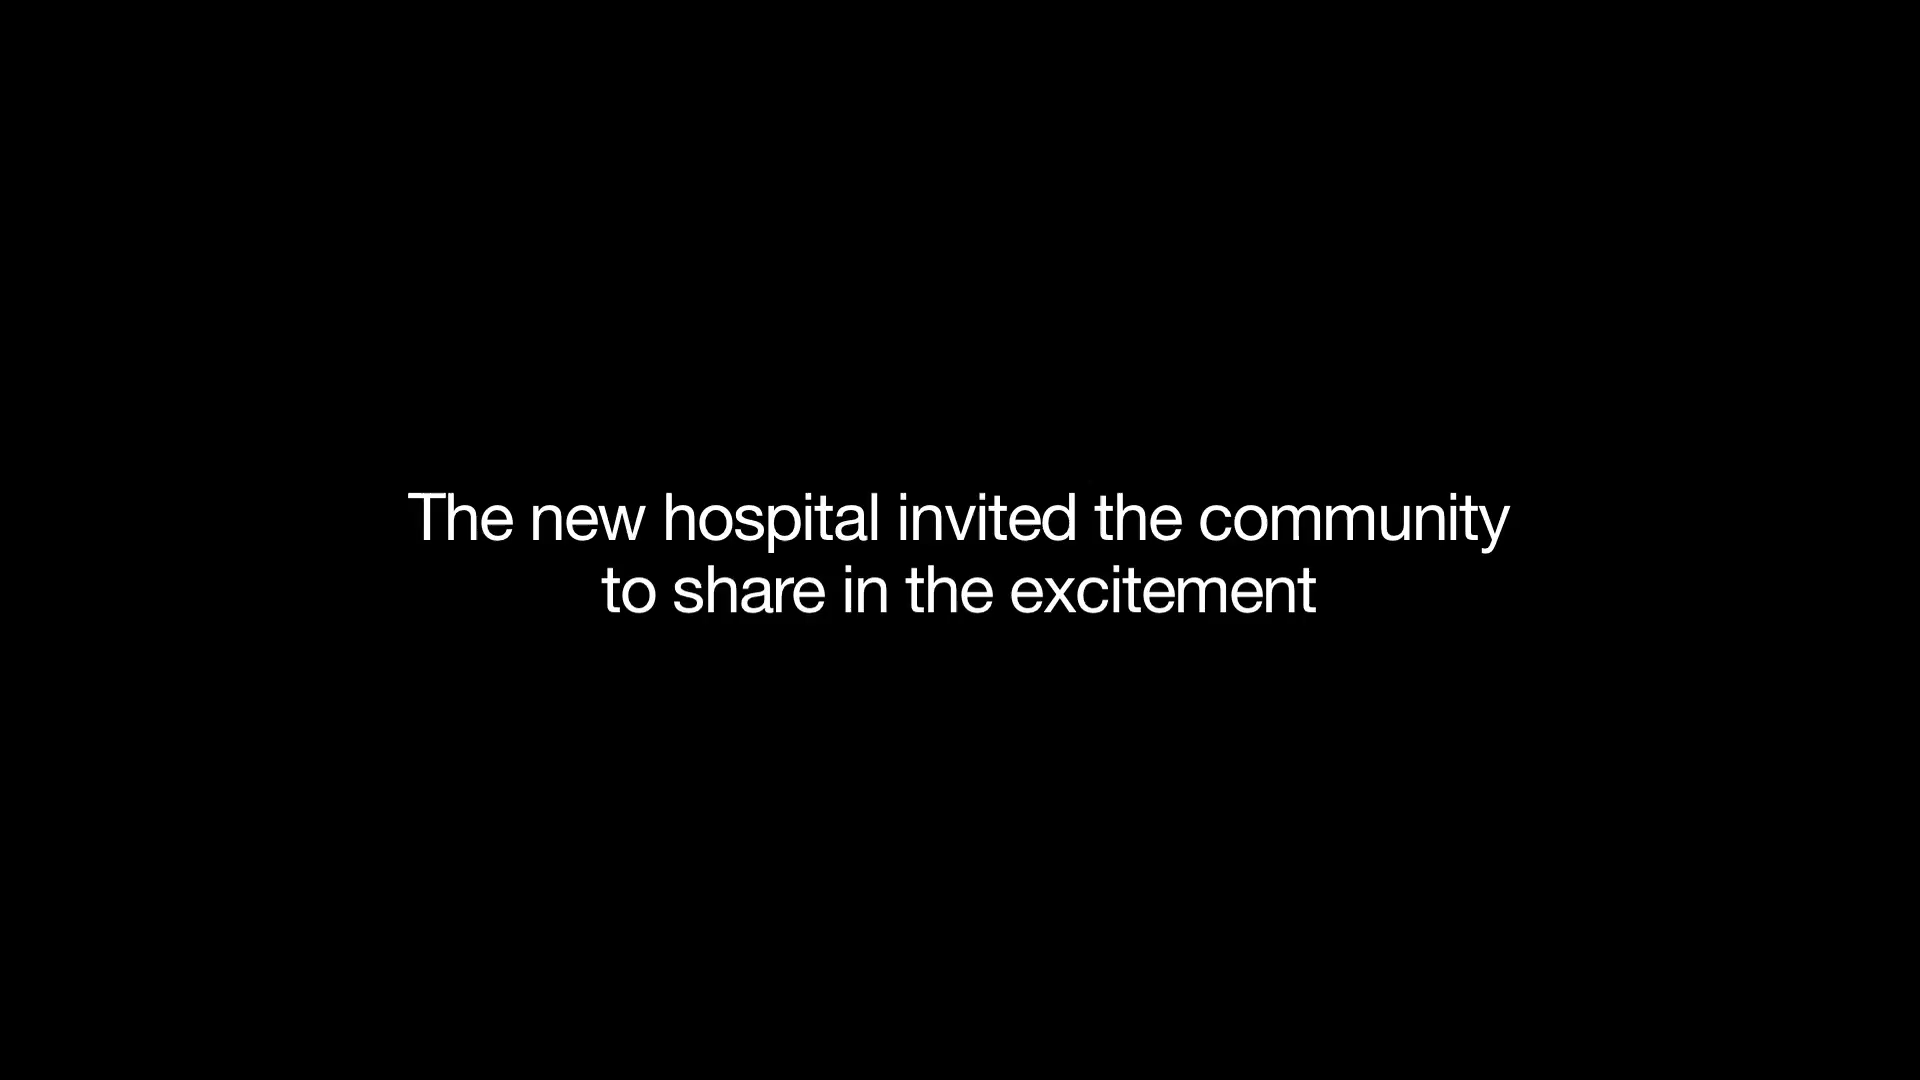 The new hospital invited the community
to share in the excitement